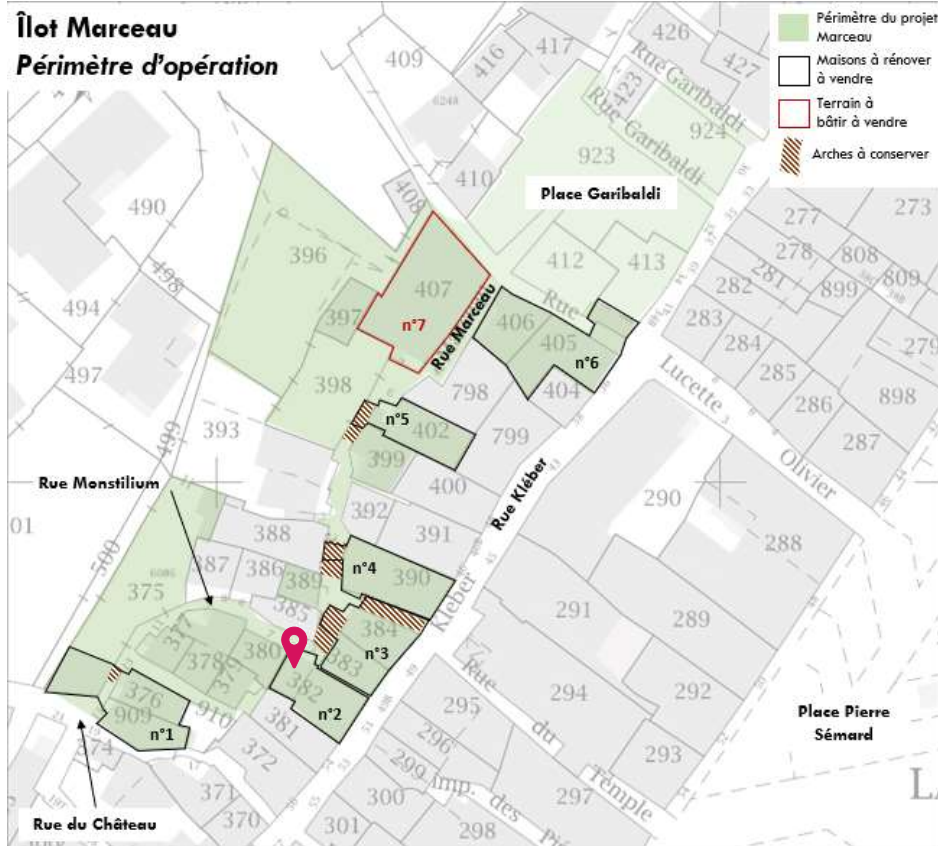 Îlot Marceau
Périmètre d'opération
Périmètre du projet
Marceau
Maisons à rénover
à vendre
Terrain à
bâtir à vendre
Arches à conserver
409
416
417
426
427
423
Rue Garibaldi
Rue Garibaldi
924
923
6248
410
408
Place Garibaldi
490
396
498
412
413
277
273
278
808
809
281
899
282
283
284
279
285
286
898
287
494
497
397
407
n°7
Rue Marceau
Rue
406
405
n°6
404
398
798
799
Lucette
Olivier
499
393
n°5
402
399
400
Rue Kléber
290
288
Rue Monstilium
01
500
388
392
391
387
386
389
6086
375
385
n°4
390
Kléber
291
289
377
378
379
380
384
383
n°3
382
n°2
381
376
909
n°1
910
374
372
371
370
Rue du Château
294
292
293
295
296
299
imp.
des
300
301
298
297
Rue
du
Temple
Place Pierre
Sémard